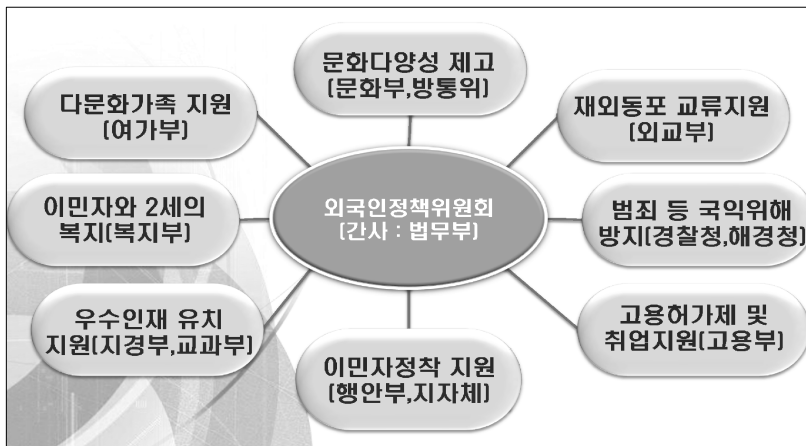 문화다양성 제고
(문화부,방통위)
다문화가족 지원
(여가부)
재외동포 교류지원
(외교부)
이민자와 2세의
복지(복지부)
외국인정책위원회
(간사 : 법무부)
범죄 등 국익위해
방지(경찰청,해경청)
우수인재 유치
지원(지경부,교과부)
이민자정착 지원
(행안부,지자체)
고용허가제 및
취업지원(고용부)